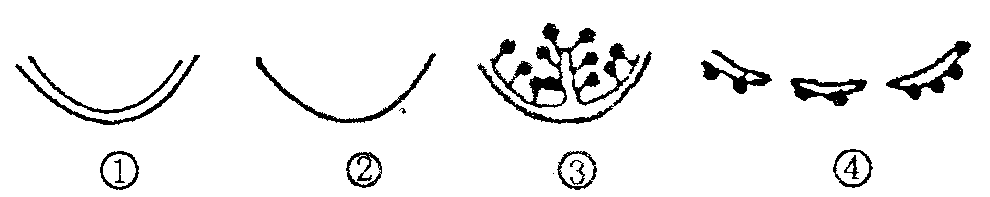 ① ② ③ ④